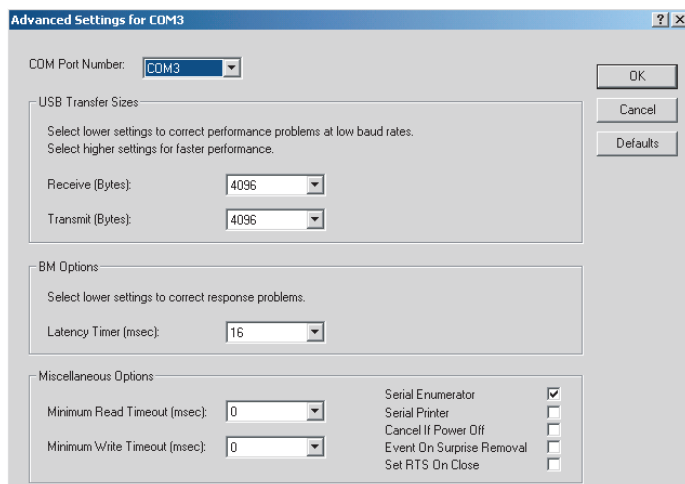 Advanced Settings for COM3
COM Port Number: COM3
OK
USB Transfer Sizes
Cancel
Select lower settings to correct performance problems at low baud rates.
Select higher settings for faster performance.
Defaults
Receive (Bytes): 4096
Transmit (Bytes): 4096
BM Options
Select lower settings to correct response problems.
Latency Timer (msec): 16
Miscellaneous Options
Minimum Read Timeout (msec): 0
Minimum Write Timeout (msec): 0
Serial Enumerator
Serial Printer
Cancel If Power Off
Event On Surprise Removal
Set RTS On Close